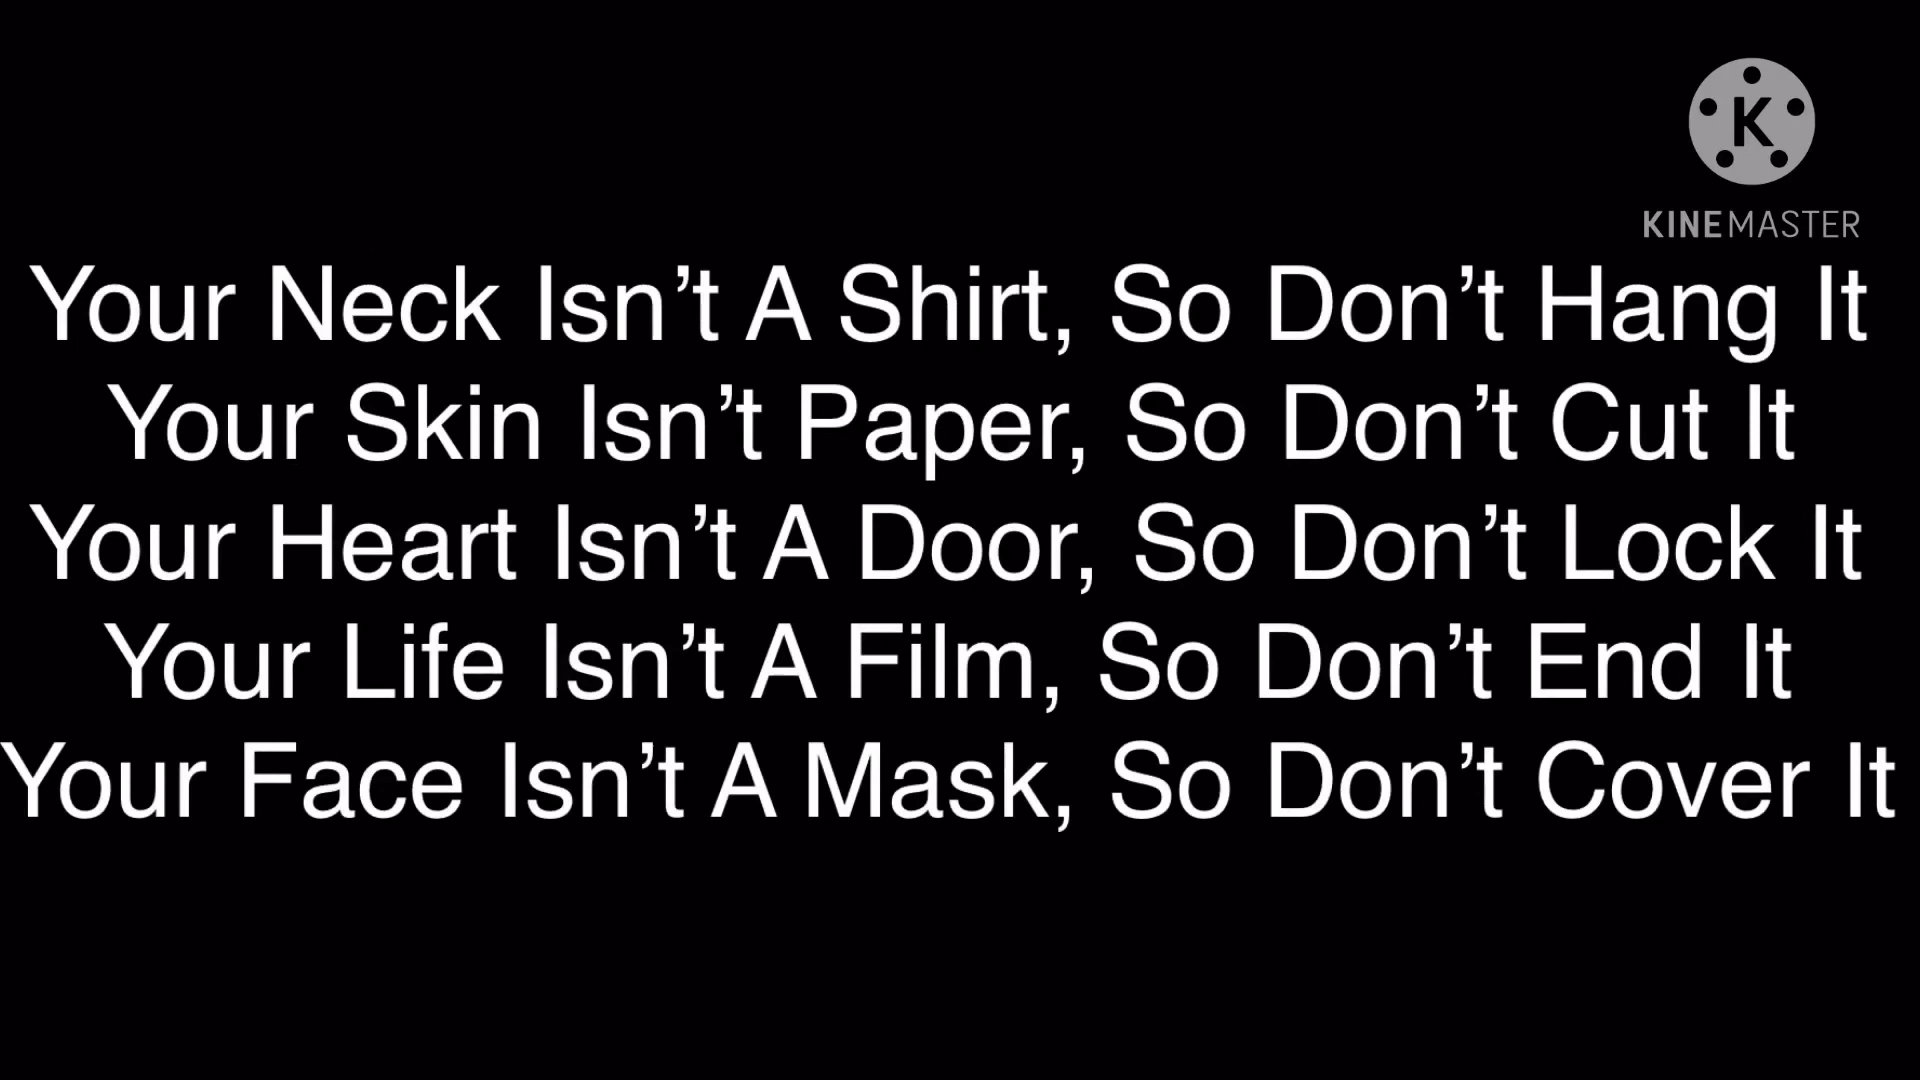 K
KINEMASTER
Your Neck Isn’t A Shirt, So Don’t Hang It
Your Skin Isn’t Paper, So Don’t Cut It
Your Heart Isn’t A Door, So Don’t Lock It
Your Life Isn’t A Film, So Don’t End It
Your Face Isn’t A Mask, So Don’t Cover It